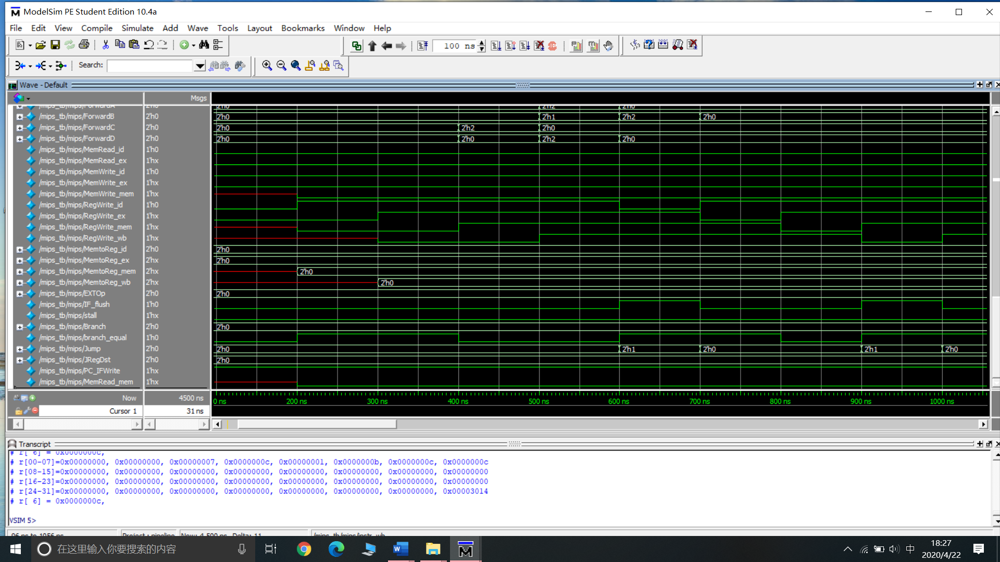 ModelSim PE Student Edition 10.4a
File Edit View Compile Simulate Add Wave Tools Layout Bookmarks Window Help
100 ns
Search:
Wave - Default
Msgs
/mips_tb/mips/ForwardA 2'h0 2'h0 2'h2 2'h0
/mips_tb/mips/ForwardB 2'h0 2'h0 2'h1 2'h2 2'h0
/mips_tb/mips/ForwardC 2'h0 2'h0 2'h2 2'h0
/mips_tb/mips/ForwardD 2'h0 2'h0 2'h0 2'h2 2'h0
/mips_tb/mips/MemRead_id 1'h0
/mips_tb/mips/MemRead_ex 1'hx
/mips_tb/mips/MemWrite_id 1'h0
/mips_tb/mips/MemWrite_ex 1'hx
/mips_tb/mips/MemWrite_mem 1'hx
/mips_tb/mips/RegWrite_id 1'h0
/mips_tb/mips/RegWrite_ex 1'hx
/mips_tb/mips/RegWrite_mem 1'hx
/mips_tb/mips/RegWrite_wb 1'hx
/mips_tb/mips/MemtoReg_id 2'h0 2'h0
/mips_tb/mips/MemtoReg_ex 2'hx 2'h0
/mips_tb/mips/MemtoReg_mem 2'hx 2'h0
/mips_tb/mips/MemtoReg_wb 2'hx 2'h0
/mips_tb/mips/EXTOp 2'h0 2'h0
/mips_tb/mips/IF_flush 1'h0
/mips_tb/mips/stall 1'hx
/mips_tb/mips/Branch 2'h0 2'h0
/mips_tb/mips/branch_equal 1'h0
/mips_tb/mips/Jump 2'h0 2'h0 2'h1 2'h0 2'h1 2'h0
/mips_tb/mips/JRegDst 2'h0 2'h0
/mips_tb/mips/PC_IFWrite 1'hx
/mips_tb/mips/MemRead_mem 1'hx
Now 4500 ns 0 ns 200 ns 300 ns 400 ns 500 ns 600 ns 700 ns 800 ns 900 ns 1000 ns
Cursor 1 31 ns
Transcript
# r[ 6] = 0x0000000c,
# r[00-07]=0x00000000, 0x00000000, 0x00000007, 0x0000000c, 0x00000001, 0x0000000b, 0x0000000c, 0x0000000c
# r[08-15]=0x00000000, 0x00000000, 0x00000000, 0x00000000, 0x00000000, 0x00000000, 0x00000000, 0x00000000
# r[16-23]=0x00000000, 0x00000000, 0x00000000, 0x00000000, 0x00000000, 0x00000000, 0x00000000, 0x00000000
# r[24-31]=0x00000000, 0x00000000, 0x00000000, 0x00000000, 0x00000000, 0x00000000, 0x00000000, 0x00003014
# r[ 6] = 0x0000000c,
VSIM 5>
96 ns to 1056 ns Project : pipeline Now: 4,500 ns Delta: 11 /mips_tb/mips/instr_wb
在这里输入你要搜索的内容
中
18:27
2020/4/22